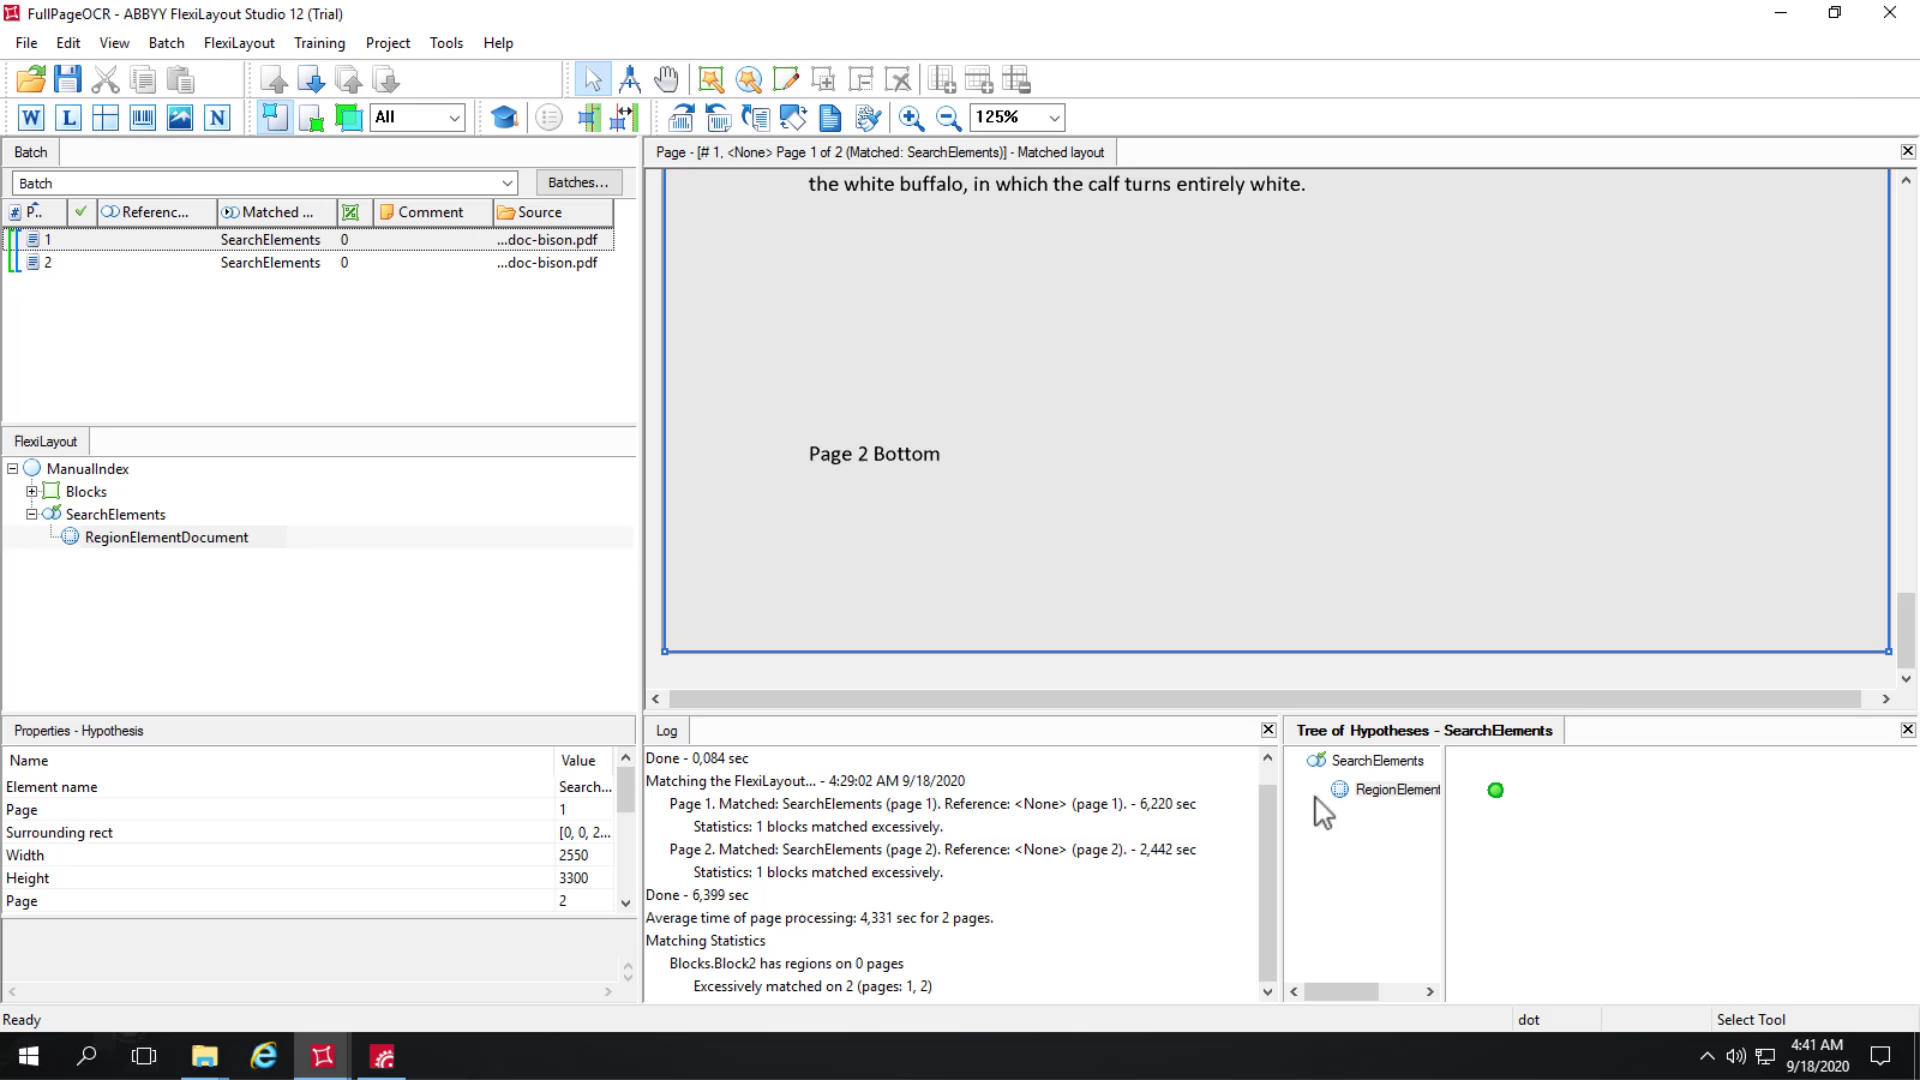 FullPageOCR - ABBYY FlexiLayout Studio 12 (Trial)
File Edit View Batch FlexiLayout Training Project Tools Help
W L N All 125%
Batch
Page - [# 1, <None> Page 1 of 2 (Matched: SearchElements)] - Matched layout
Batch Batches...
# P.. Referenc... Matched ... Comment Source
1 SearchElements 0 ...doc-bison.pdf
2 SearchElements 0 ...doc-bison.pdf
the white buffalo, in which the calf turns entirely white.
Page 2 Bottom
FlexiLayout
ManualIndex
Blocks
SearchElements
RegionElementDocument
Properties - Hypothesis
Name Value
Element name Search...
Page 1
Surrounding rect [0, 0, 2...
Width 2550
Height 3300
Page 2
Log
Done - 0,084 sec
Matching the FlexiLayout... - 4:29:02 AM 9/18/2020
Page 1. Matched: SearchElements (page 1). Reference: <None> (page 1). - 6,220 sec
Statistics: 1 blocks matched excessively.
Page 2. Matched: SearchElements (page 2). Reference: <None> (page 2). - 2,442 sec
Statistics: 1 blocks matched excessively.
Done - 6,399 sec
Average time of page processing: 4,331 sec for 2 pages.
Matching Statistics
Blocks.Block2 has regions on 0 pages
Excessively matched on 2 (pages: 1, 2)
Tree of Hypotheses - SearchElements
SearchElements
RegionElement
Ready dot Select Tool
4:41 AM
9/18/2020